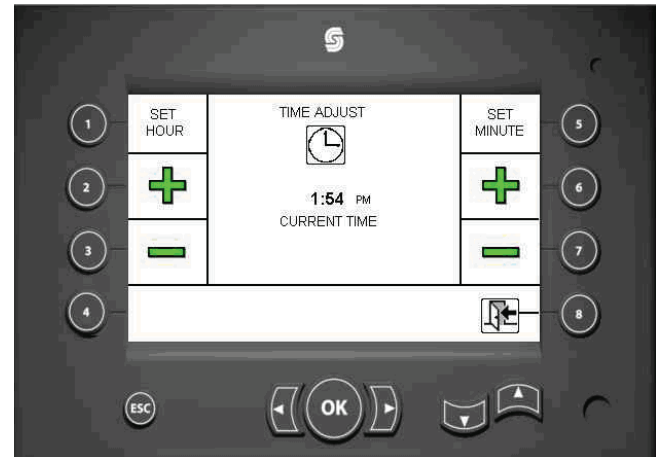 SET
HOUR
TIME ADJUST
SET
MINUTE
1
5
2
6
1:54 PM
CURRENT TIME
3
7
4
8
ESC
OK